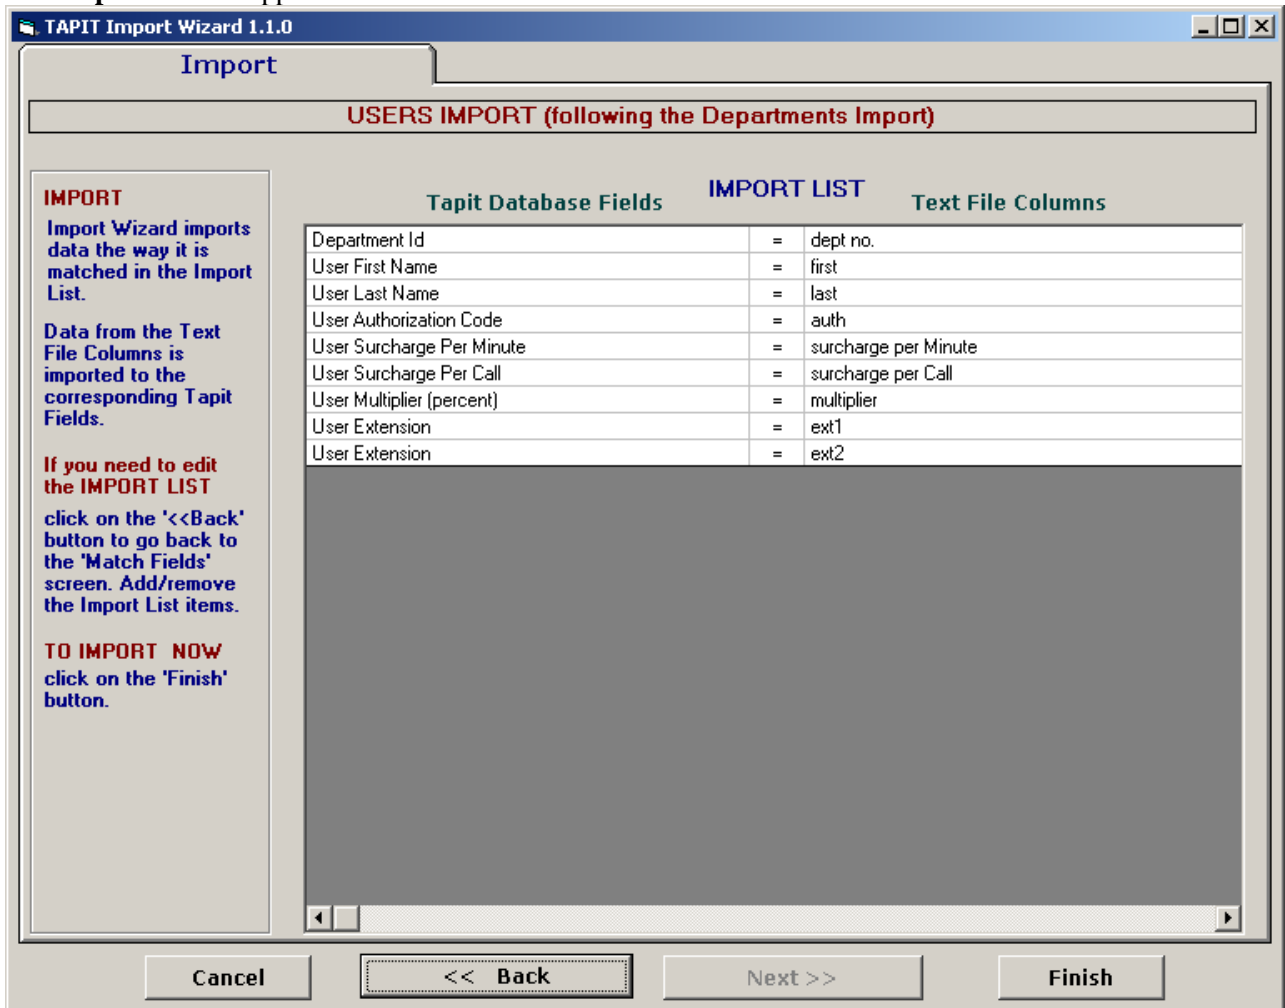 TAPIT Import Wizard 1.1.0
Import
USERS IMPORT (following the Departments Import)
IMPORT
Import Wizard imports
data the way it is
matched in the Import
List.
Data from the Text
File Columns is
imported to the
corresponding Tapit
Fields.
If you need to edit
the IMPORT LIST
click on the '<<Back'
button to go back to
the 'Match Fields'
screen. Add/remove
the Import List items.
TO IMPORT NOW
click on the 'Finish'
button.
IMPORT LIST
Tapit Database Fields Text File Columns
Department Id = dept no.
User First Name = first
User Last Name = last
User Authorization Code = auth
User Surcharge Per Minute = surcharge per Minute
User Surcharge Per Call = surcharge per Call
User Multiplier (percent) = multiplier
User Extension = ext1
User Extension = ext2
Cancel << Back Next >> Finish